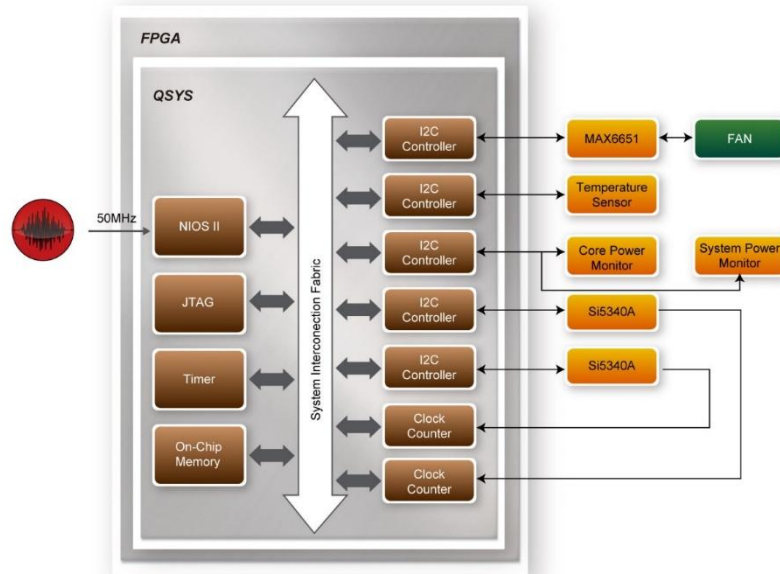 FPGA
QSYS
50MHz
NIOS II
JTAG
Timer
On-Chip
Memory
System Interconection Fabric
I2C
Controller
I2C
Controller
I2C
Controller
I2C
Controller
I2C
Controller
Clock
Counter
Clock
Counter
MAX6651
FAN
Temperature
Sensor
Core Power
Monitor
System Power
Monitor
Si5340A
Si5340A